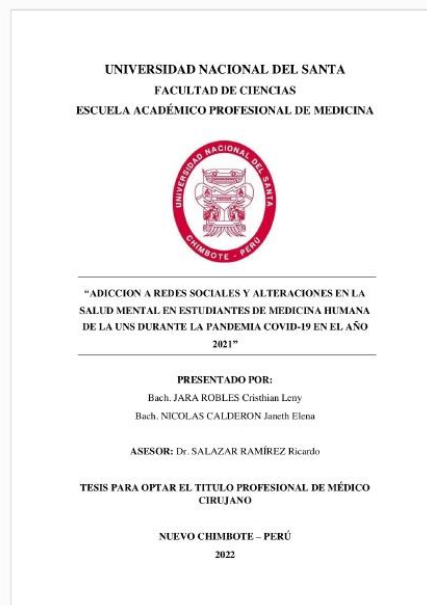 UNIVERSIDAD NACIONAL DEL SANTA
FACULTAD DE CIENCIAS
ESCUELA ACADÉMICO PROFESIONAL DE MEDICINA
UNIVERSIDAD NACIONAL DEL SANTA
CHIMBOTE - PERÚ
“ADICCION A REDES SOCIALES Y ALTERACIONES EN LA
SALUD MENTAL EN ESTUDIANTES DE MEDICINA HUMANA
DE LA UNS DURANTE LA PANDEMIA COVID-19 EN EL AÑO
2021”
PRESENTADO POR:
Bach. JARA ROBLES Cristhian Leny
Bach. NICOLAS CALDERON Janeth Elena
ASESOR: Dr. SALAZAR RAMÍREZ Ricardo
TESIS PARA OPTAR EL TITULO PROFESIONAL DE MÉDICO
CIRUJANO
NUEVO CHIMBOTE – PERÚ
2022